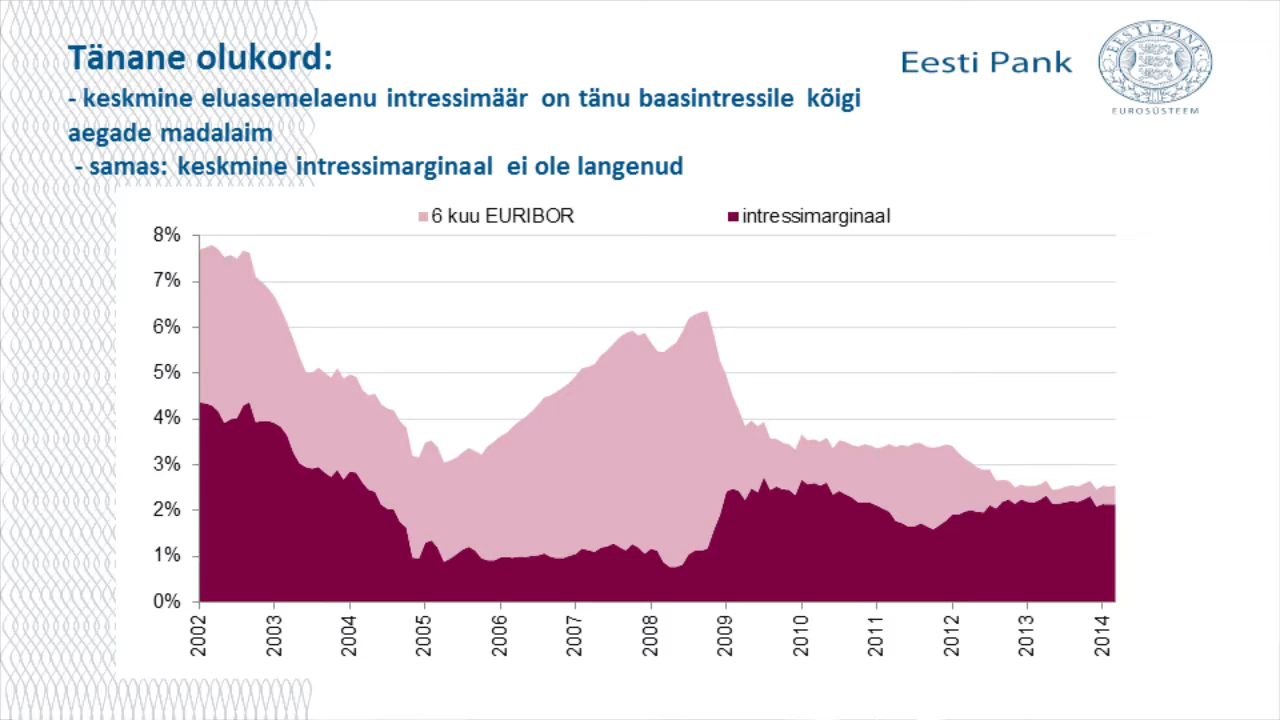 Tänane olukord:
- keskmine eluasemelaenu intressimäär on tänu baasintressile kõigi
aegade madalaim
- samas: keskmine intressimarginaal ei ole langenud
Eesti Pank
EESTI PANK
EUROSÜSTEEM
6 kuu EURIBOR
intressimarginaal
8%
7%
6%
5%
4%
3%
2%
1%
0%
2002
2003
2004
2005
2006
2007
2008
2009
2010
2011
2012
2013
2014